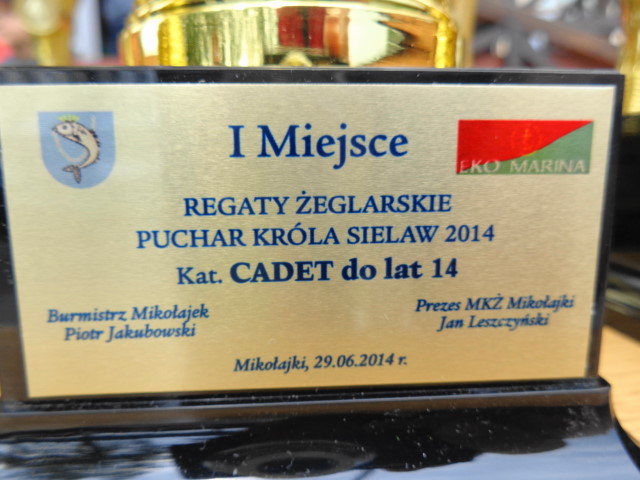 I Miejsce
EKO MARINA
REGATY ŻEGLARSKIE
PUCHAR KRÓLA SIELAW 2014
Kat. CADET do lat 14
Burmistrz Mikołajek
Piotr Jakubowski
Prezes MKŻ Mikołajki
Jan Leszczyński
Mikołajki, 29.06.2014 r.